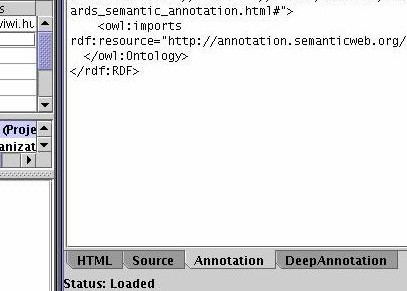 s
viwi.hu
(Proje
anizat
ards_semantic_annotation.html#">
<owl:imports
rdf:resource="http://annotation.semanticweb.org/
</owl:Ontology>
</rdf:RDF>
HTML Source Annotation DeepAnnotation
Status: Loaded